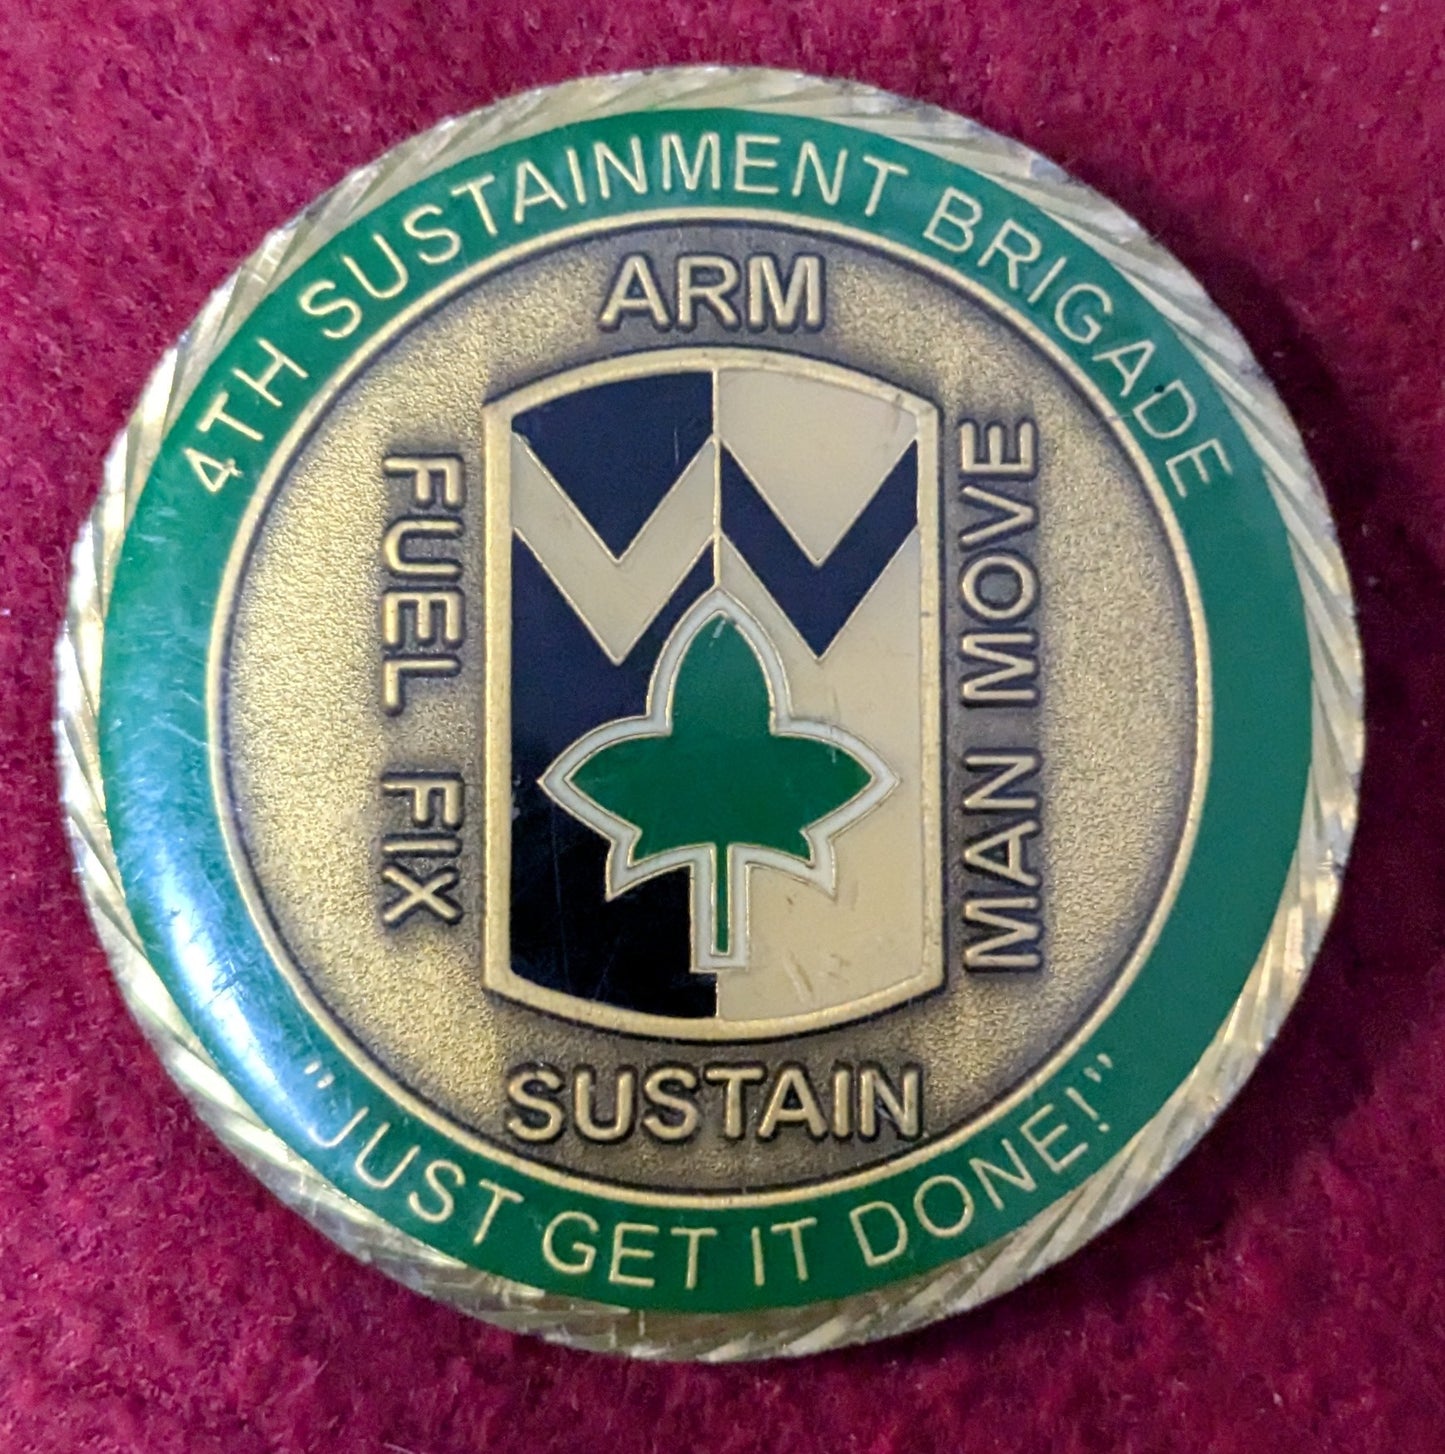 4TH SUSTAINMENT BRIGADE
ARM
FUEL FIX
MAN MOVE
SUSTAIN
"JUST GET IT DONE!"